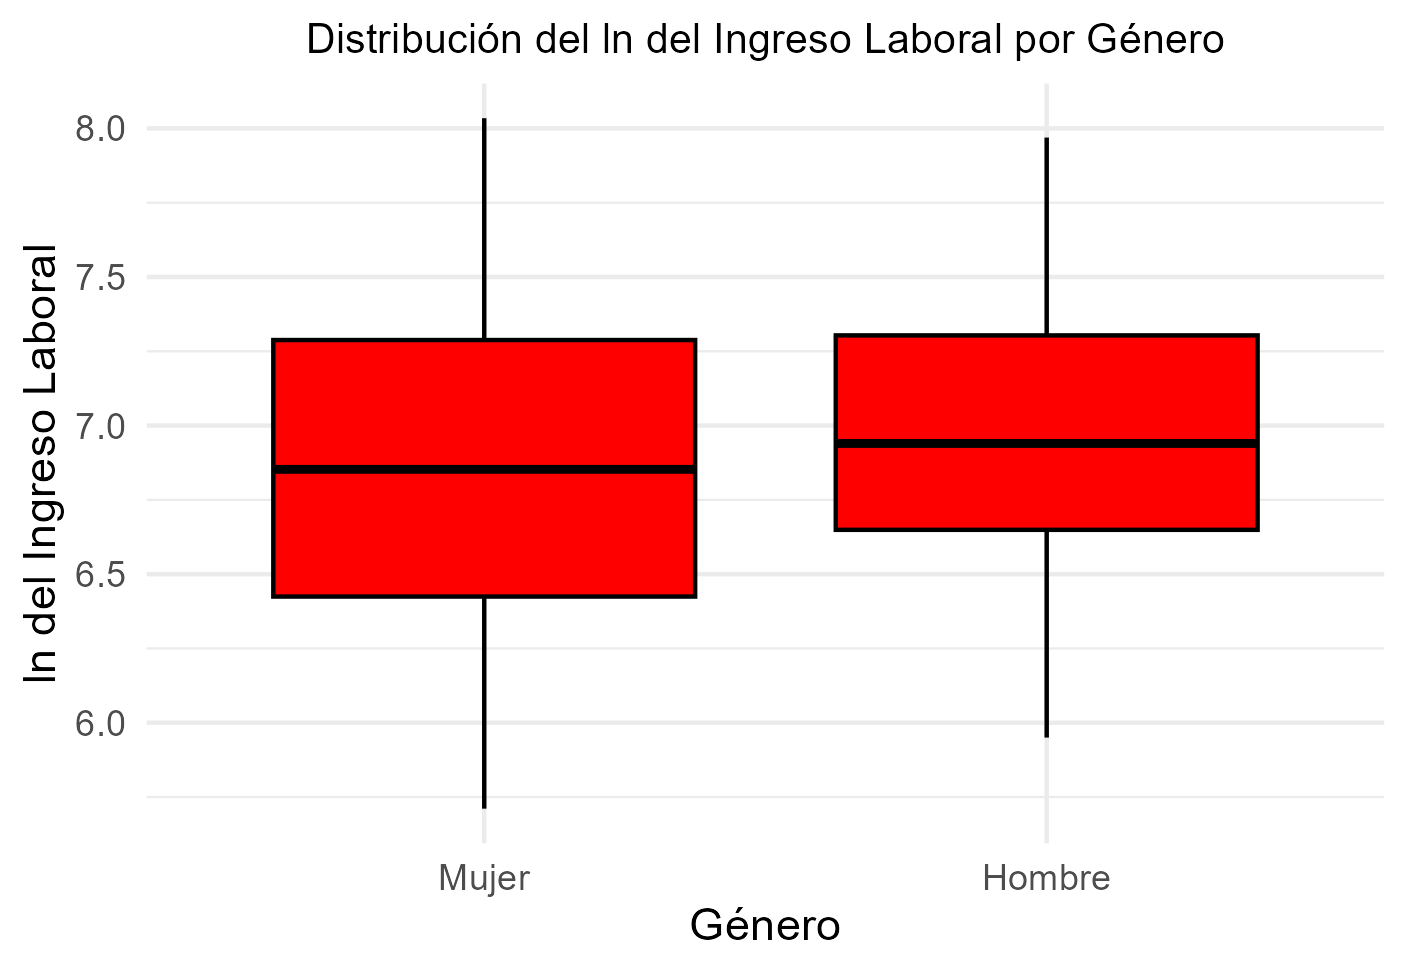 Distribución del ln del Ingreso Laboral por Género
ln del Ingreso Laboral
8.0
7.5
7.0
6.5
6.0
Mujer
Hombre
Género